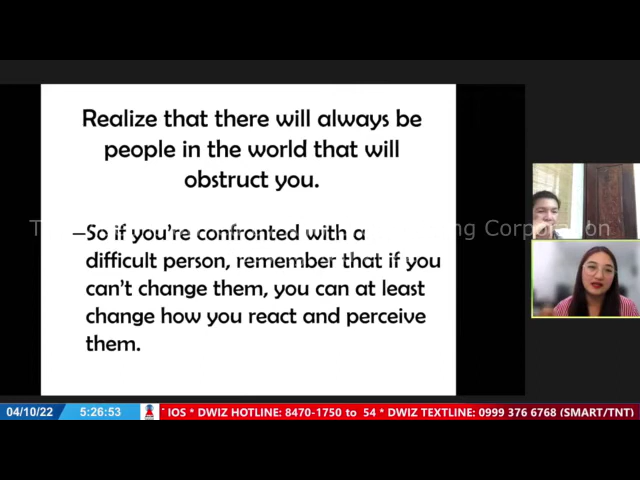 Realize that there will always be
people in the world that will
obstruct you.
–So if you're confronted with a
difficult person, remember that if you
can't change them, you can at least
change how you react and perceive
them.
ng Corporation
04/10/22 5:26:53 * IOS * DWIZ HOTLINE: 8470-1750 to 54 * DWIZ TEXTLINE: 0999 376 6768 (SMART/TNT)